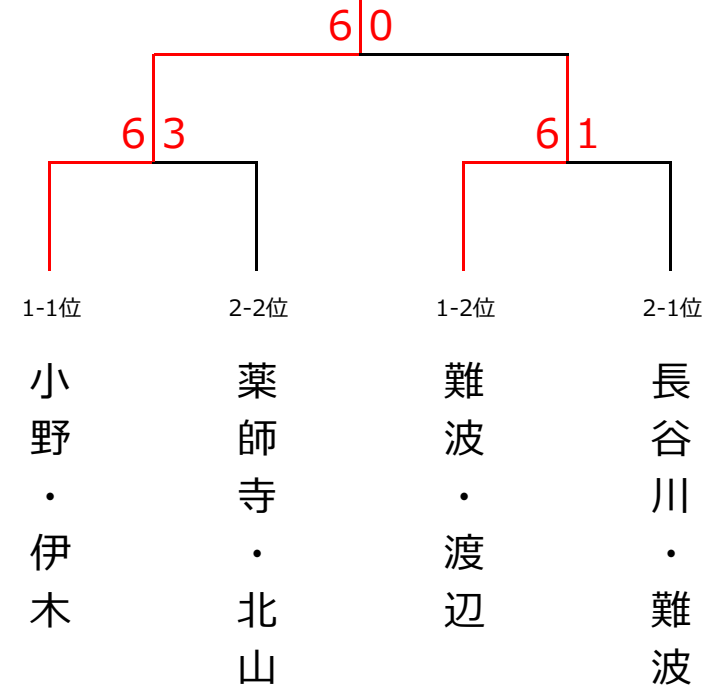 6 0
6 3
6 1
1-1位
2-2位
1-2位
2-1位
小野・伊木
薬師寺・北山
難波・渡辺
長谷川・難波